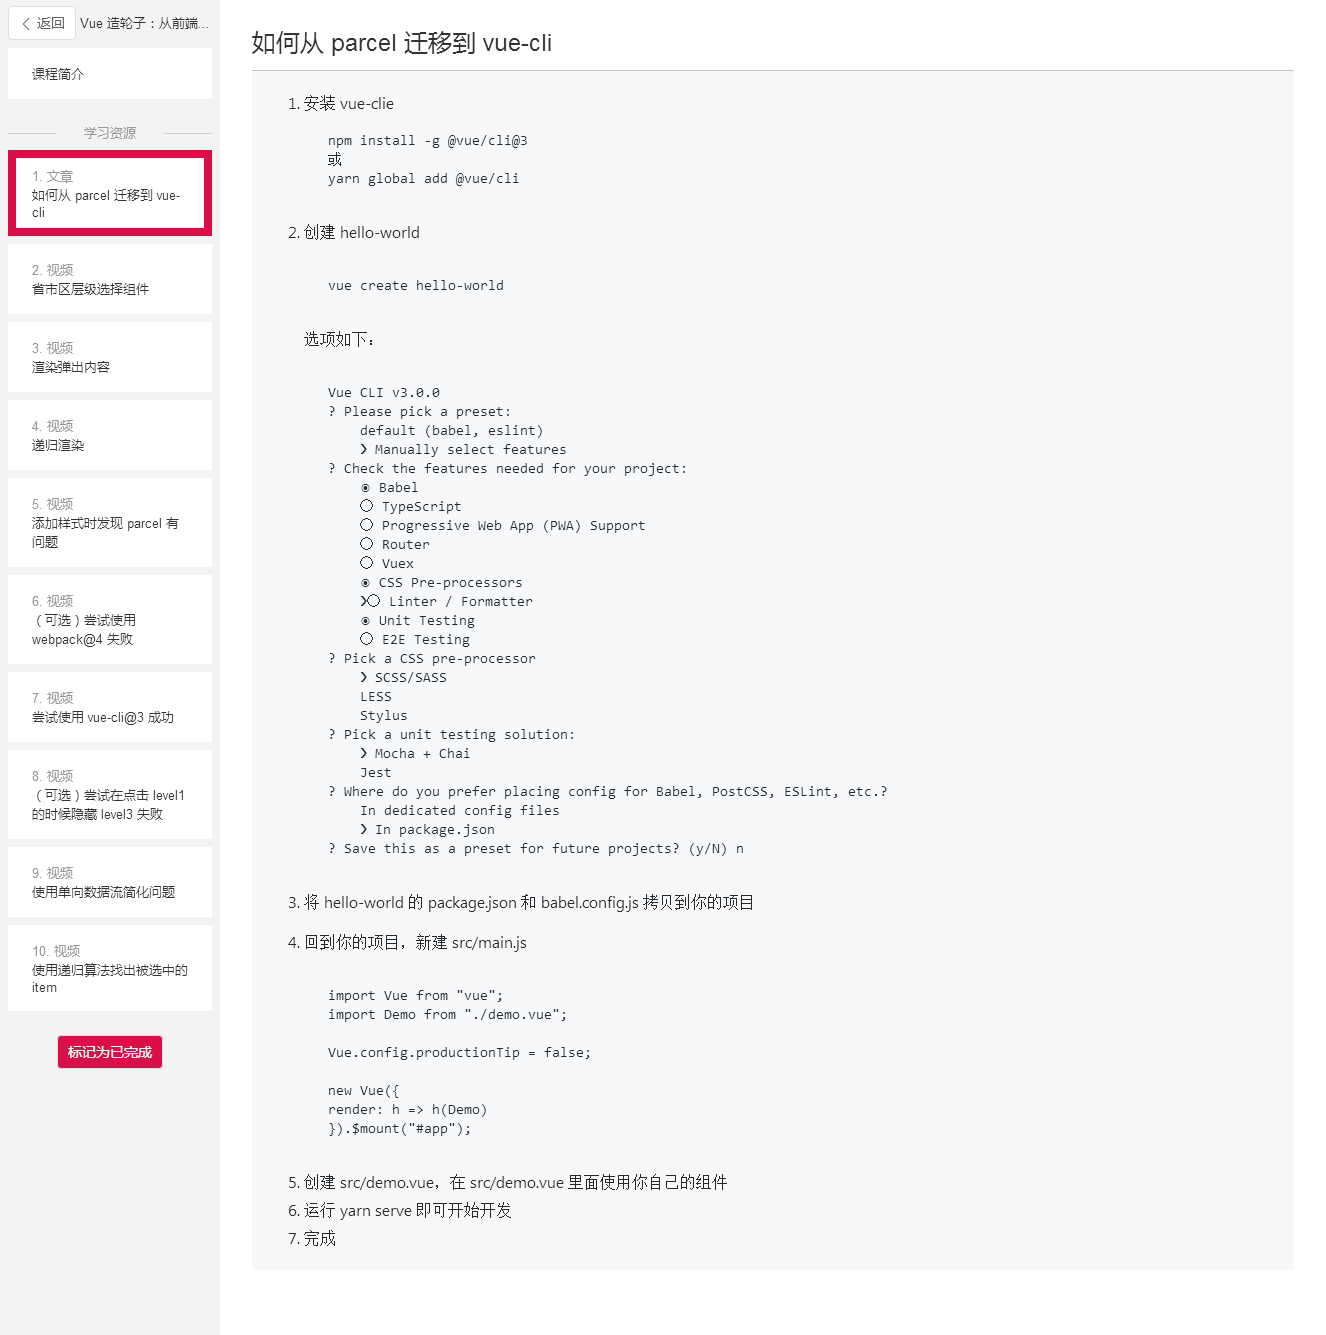 返回
Vue 造轮子：从前端...
课程简介
学习资源
1. 文章
如何从 parcel 迁移到 vue-
cli
2. 视频
省市区层级选择组件
3. 视频
渲染弹出内容
4. 视频
递归渲染
5. 视频
添加样式时发现 parcel 有
问题
6. 视频
（可选）尝试使用
webpack@4 失败
7. 视频
尝试使用 vue-cli@3 成功
8. 视频
（可选）尝试在点击 level1
的时候隐藏 level3 失败
9. 视频
使用单向数据流简化问题
10. 视频
使用递归算法找出被选中的
item
标记为已完成
如何从 parcel 迁移到 vue-cli
1. 安装 vue-clie
npm install -g @vue/cli@3
或
yarn global add @vue/cli
2. 创建 hello-world
vue create hello-world
选项如下：
Vue CLI v3.0.0
? Please pick a preset:
default (babel, eslint)
❯ Manually select features
? Check the features needed for your project:
◉ Babel
◯ TypeScript
◯ Progressive Web App (PWA) Support
◯ Router
◯ Vuex
◉ CSS Pre-processors
❯◯ Linter / Formatter
◉ Unit Testing
◯ E2E Testing
? Pick a CSS pre-processor
❯ SCSS/SASS
LESS
Stylus
? Pick a unit testing solution:
❯ Mocha + Chai
Jest
? Where do you prefer placing config for Babel, PostCSS, ESLint, etc.?
In dedicated config files
❯ In package.json
? Save this as a preset for future projects? (y/N) n
3. 将 hello-world 的 package.json 和 babel.config.js 拷贝到你的项目
4. 回到你的项目，新建 src/main.js
import Vue from "vue";
import Demo from "./demo.vue";
Vue.config.productionTip = false;
new Vue({
render: h => h(Demo)
}).$mount("#app");
5. 创建 src/demo.vue，在 src/demo.vue 里面使用你自己的组件
6. 运行 yarn serve 即可开始开发
7. 完成